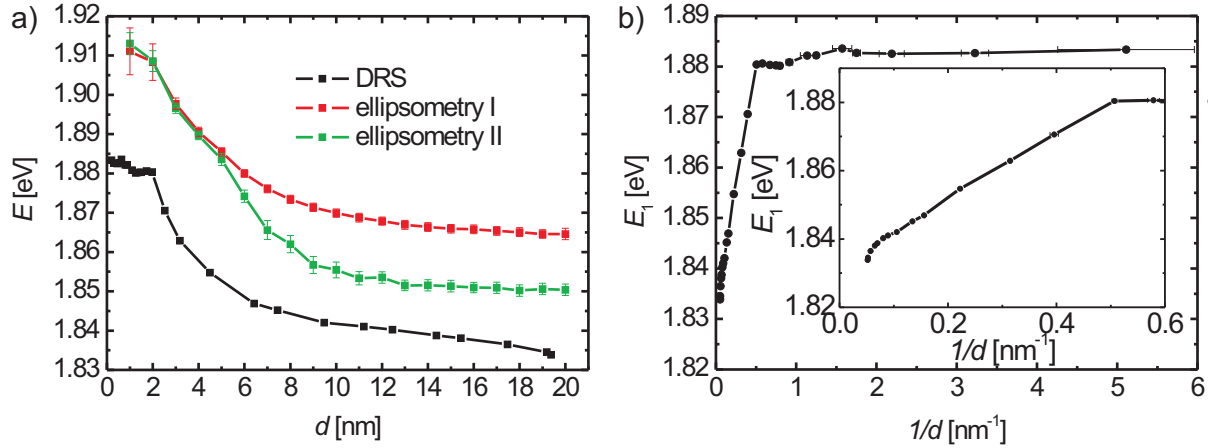 a)
E [eV]
1.92
1.91
1.90
1.89
1.88
1.87
1.86
1.85
1.84
1.83
DRS
ellipsometry I
ellipsometry II
0 2 4 6 8 10 12 14 16 18 20
d [nm]
b)
E1 [eV]
1.89
1.88
1.87
1.86
1.85
1.84
1.83
1.82
0 1 2 3 4 5 6
1/d [nm-1]
E1 [eV]
1.88
1.86
1.84
1.82
0.0 0.2 0.4 0.6
1/d [nm-1]